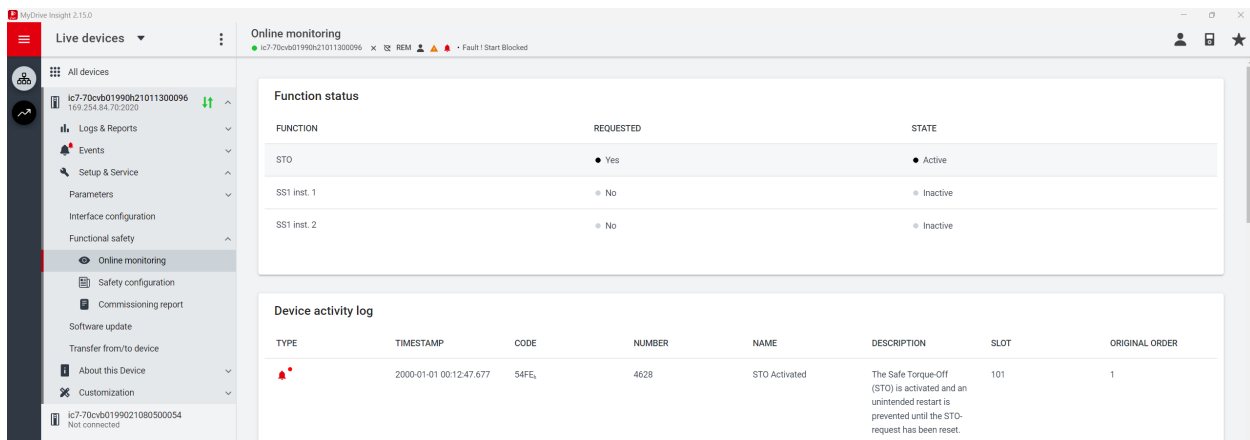 MyDrive Insight 2.15.0
Live devices
Online monitoring
ic7-70cvb01990h21011300096 REM • Fault ! Start Blocked
All devices
ic7-70cvb01990h21011300096
169.254.84.70:2020
Logs & Reports
Events
Setup & Service
Parameters
Interface configuration
Functional safety
Online monitoring
Safety configuration
Commissioning report
Software update
Transfer from/to device
About this Device
Customization
ic7-70cvb0199021080500054
Not connected
Function status
FUNCTION REQUESTED STATE
STO Yes Active
SS1 inst. 1 No Inactive
SS1 inst. 2 No Inactive
Device activity log
TYPE TIMESTAMP CODE NUMBER NAME DESCRIPTION SLOT ORIGINAL ORDER
2000-01-01 00:12:47.677 4628 STO Activated The Safe Torque-Off 101 1
(STO) is activated and an
unintended restart is
prevented until the STO-
request has been reset.